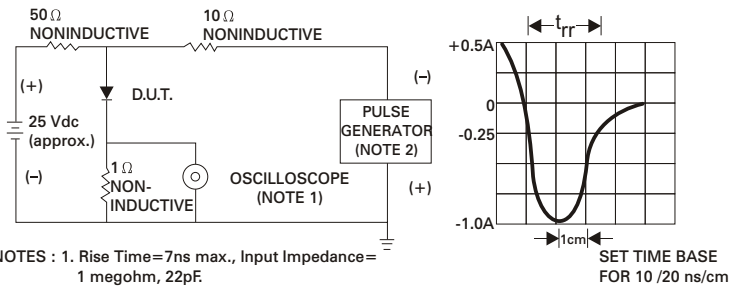 50Ω
NONINDUCTIVE
10Ω
NONINDUCTIVE
(+)
25 Vdc
(approx.)
(-)
D.U.T.
1Ω
NON-
INDUCTIVE
OSCILLOSCOPE
(NOTE 1)
(-)
PULSE
GENERATOR
(NOTE 2)
(+)
trr
+0.5A
0
-0.25
-1.0A
1cm
SET TIME BASE
FOR 10 /20 ns/cm
NOTES : 1. Rise Time=7ns max., Input Impedance=
1 megohm, 22pF.